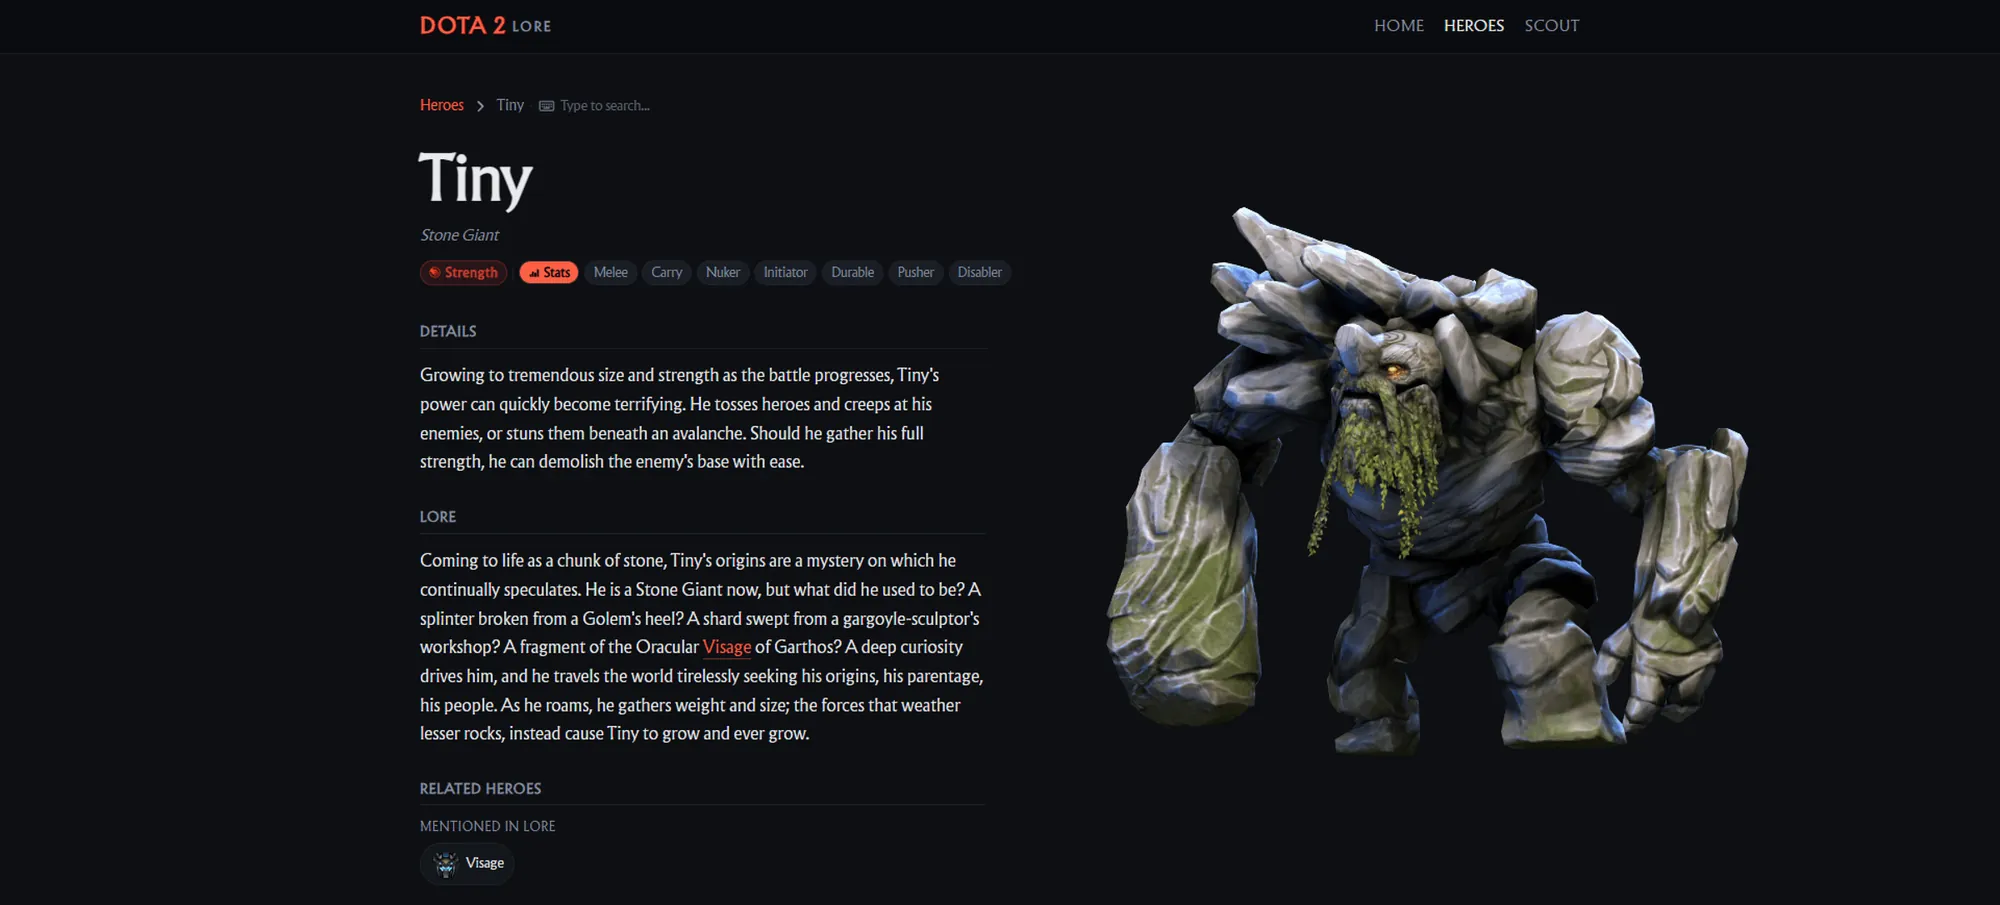 DOTA 2 LORE
HOME HEROES SCOUT
Heroes > Tiny Type to search...
Tiny
Stone Giant
Strength Stats Melee Carry Nuker Initiator Durable Pusher Disabler
DETAILS
Growing to tremendous size and strength as the battle progresses, Tiny's
power can quickly become terrifying. He tosses heroes and creeps at his
enemies, or stuns them beneath an avalanche. Should he gather his full
strength, he can demolish the enemy's base with ease.
LORE
Coming to life as a chunk of stone, Tiny's origins are a mystery on which he
continually speculates. He is a Stone Giant now, but what did he used to be? A
splinter broken from a Golem's heel? A shard swept from a gargoyle-sculptor's
workshop? A fragment of the Oracular Visage of Garthos? A deep curiosity
drives him, and he travels the world tirelessly seeking his origins, his parentage,
his people. As he roams, he gathers weight and size; the forces that weather
lesser rocks, instead cause Tiny to grow and ever grow.
RELATED HEROES
MENTIONED IN LORE
Visage